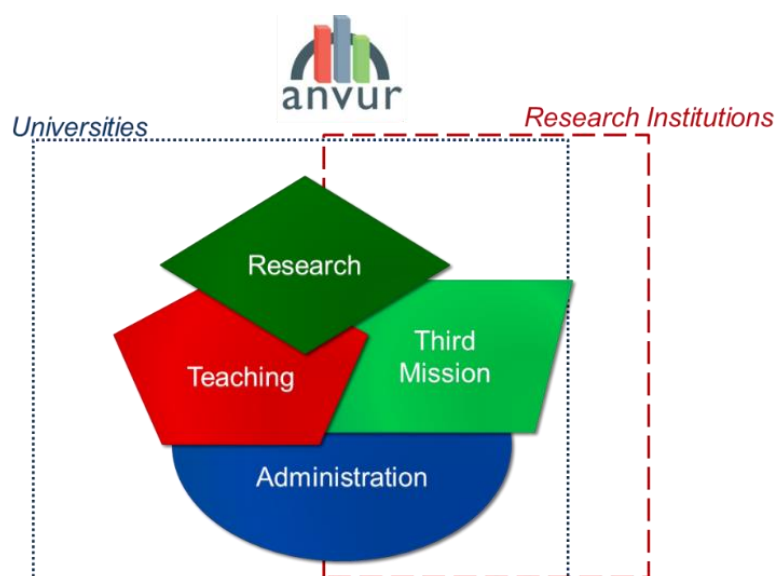 anvur
Universities
Research Institutions
Research
Teaching
Third
Mission
Administration